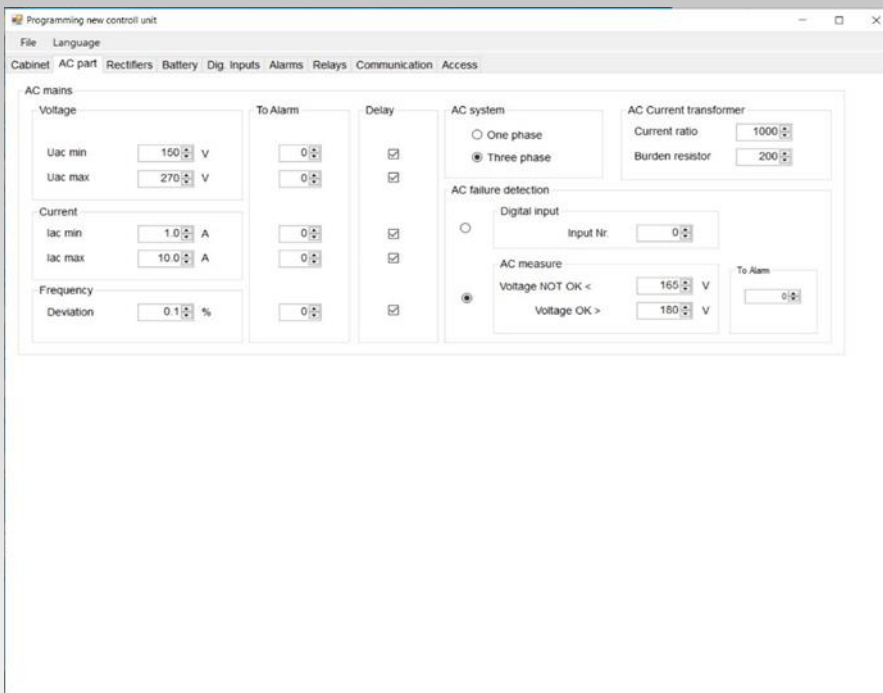 Programming new controll unit
File Language
Cabinet AC part Rectifiers Battery Dig. Inputs Alarms Relays Communication Access
AC mains
Voltage To Alarm Delay AC system AC Current transformer
One phase Current ratio 1000
Uac min 150 V 0 Three phase Burden resistor 200
Uac max 270 V 0
AC failure detection
Current Digital input
Iac min 1.0 A 0 Input Nr. 0
Iac max 10.0 A 0 AC measure To Alarm
Frequency Voltage NOT OK < 165 V 0
Deviation 0.1 % 0 Voltage OK > 180 V